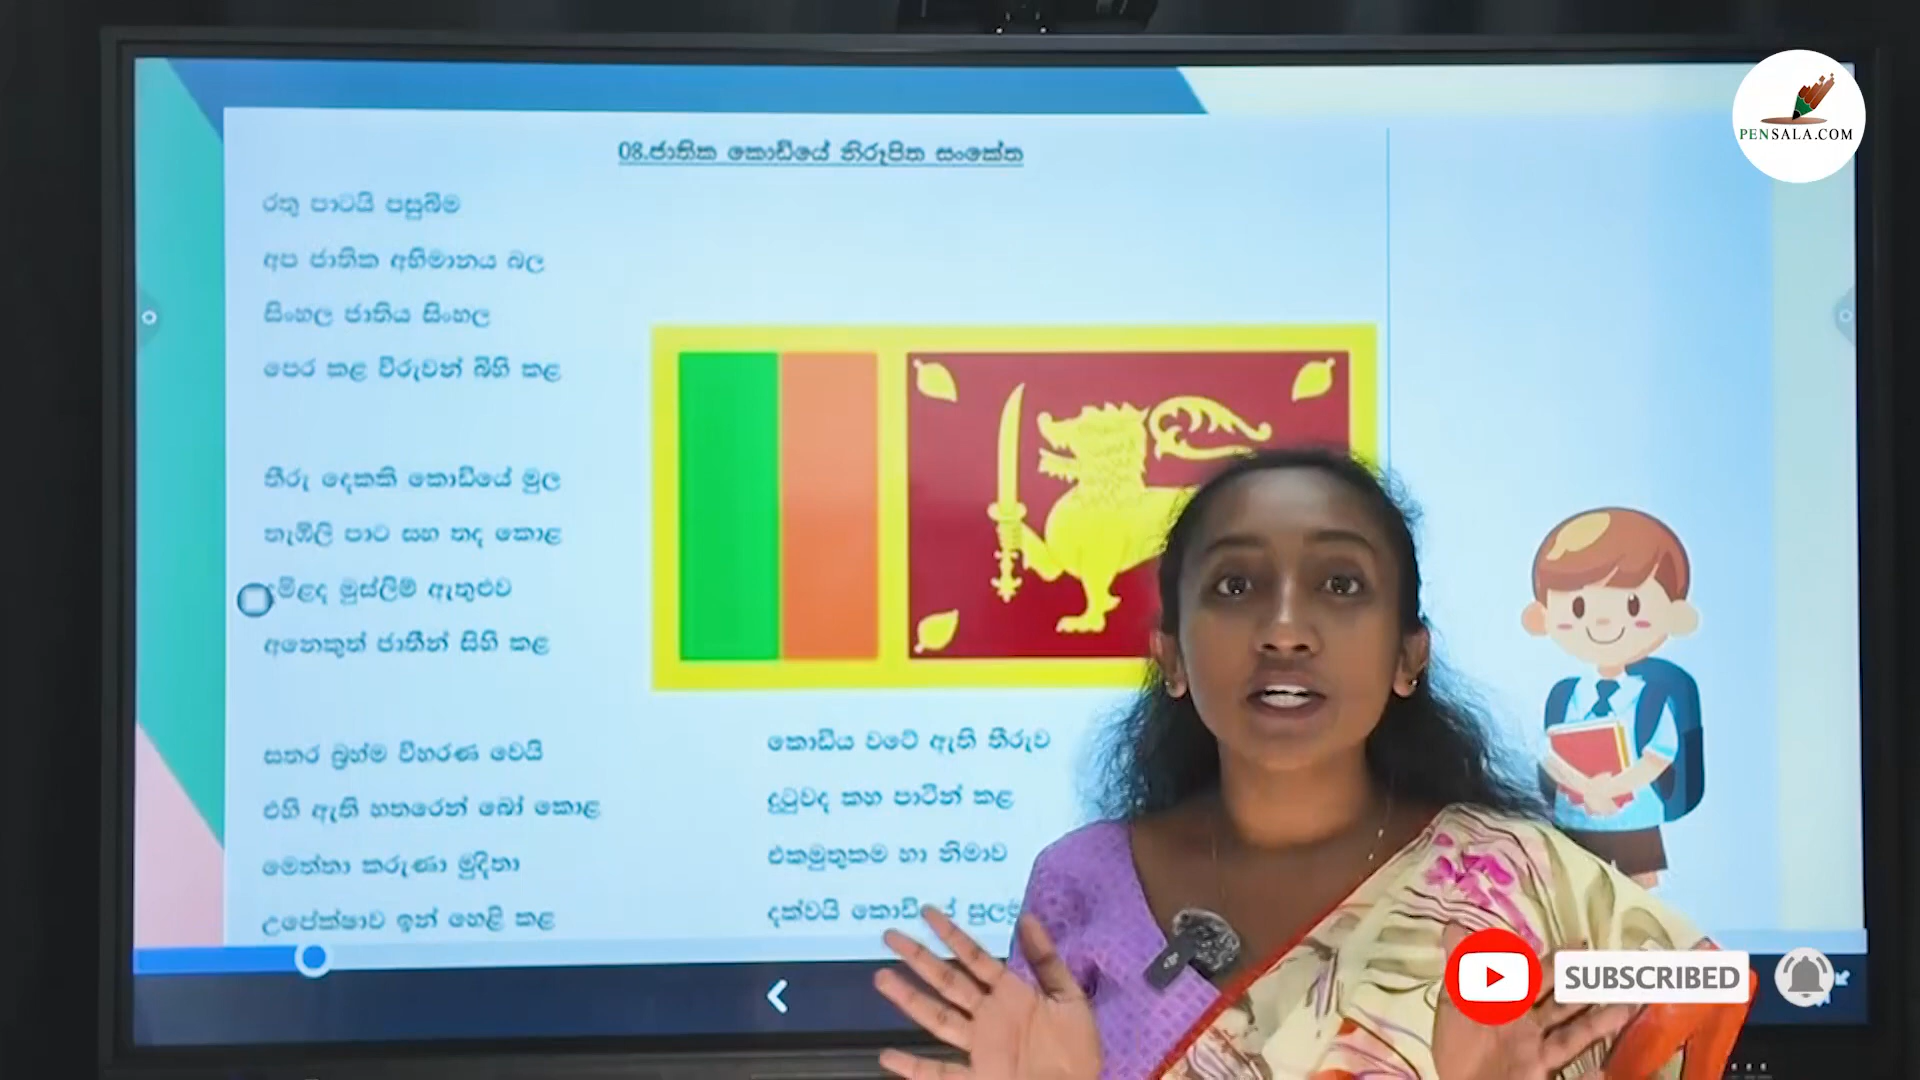 08.ජාතික කොඩියේ නිරූපිත සංකේත
රතු පාටයි පසුබිම
අප ජාතික අභිමානය බල
සිංහල ජාතිය සිංහල
පෙර කළ වීරුවන් බිහි කළ
තීරු දෙකකි කොඩියේ මුල
තැඹිලි පාට සහ තද කොළ
මුස්ලිම් ඇතුළුව
අනෙකුත් ජාතීන් සිහි කළ
සතර බ්‍රහ්ම විහරණ වෙයි
එහි ඇති හතරෙන් බෝ කොළ
මෙත්තා කරුණා මුදිතා
උපේක්ෂාව ඉන් හෙළි කළ
කොඩිය වටේ ඇති තීරුව
දුටුවද කහ පාටින් කළ
එකමුතුකම හා නිමාව
දක්වයි කොඩියේ
PENSALA.COM
SUBSCRIBED